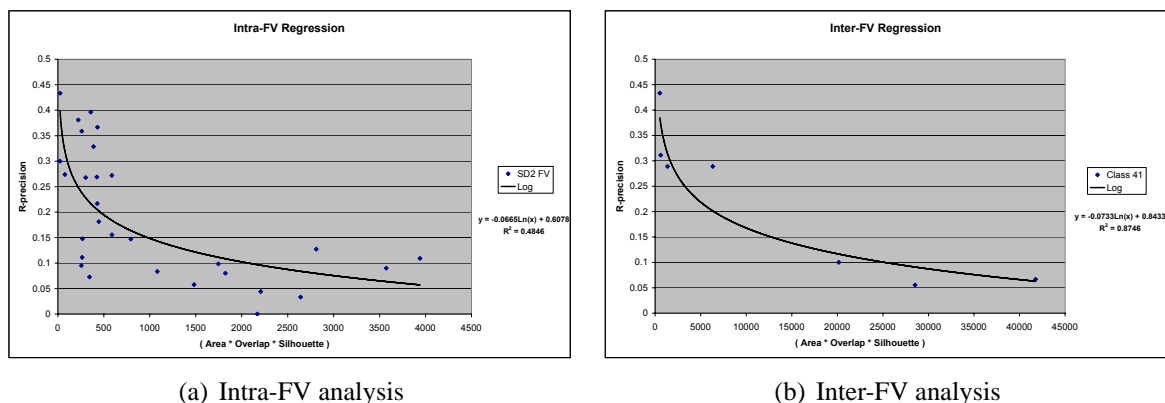 Intra-FV Regression
R-precision
0.5
0.45
0.4
0.35
0.3
0.25
0.2
0.15
0.1
0.05
0
0 500 1000 1500 2000 2500 3000 3500 4000 4500
( Area * Overlap * Silhouette )
SD2 FV
Log
y = -0.0665Ln(x) + 0.6078
R² = 0.4846
(a) Intra-FV analysis
Inter-FV Regression
R-precision
0.5
0.45
0.4
0.35
0.3
0.25
0.2
0.15
0.1
0.05
0
0 5000 10000 15000 20000 25000 30000 35000 40000 45000
( Area * Overlap * Silhouette )
Class 41
Log
y = -0.0733Ln(x) + 0.8433
R² = 0.8746
(b) Inter-FV analysis